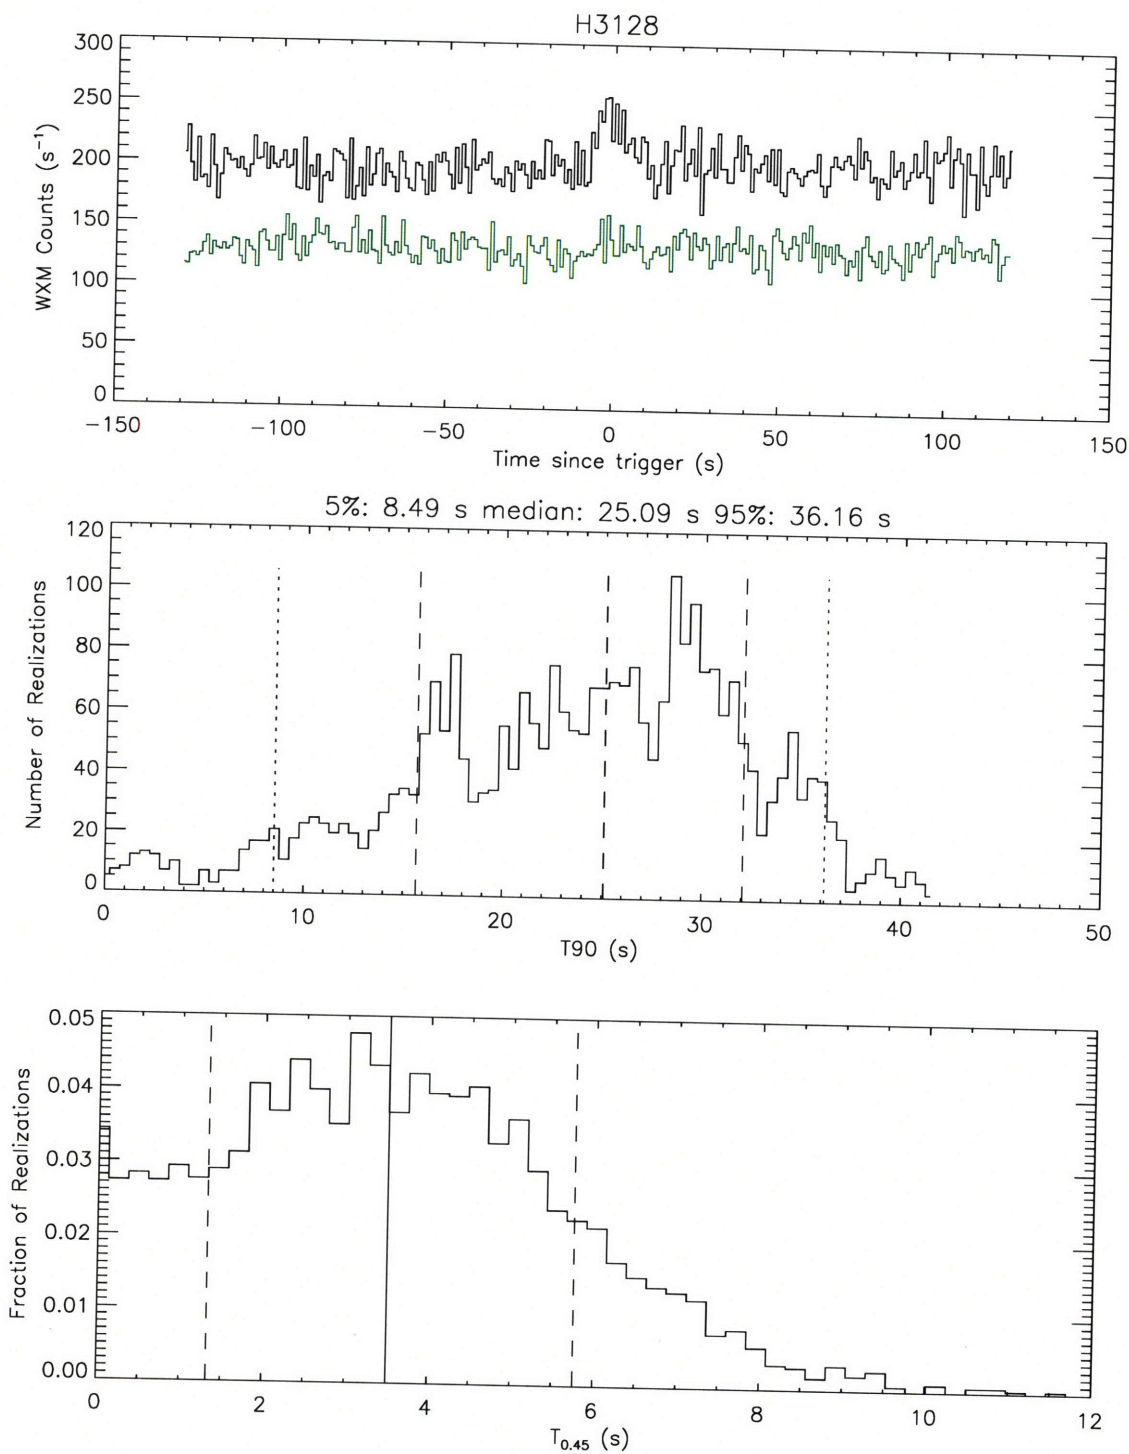 H3128
300
250
200
150
100
50
0
WXM Counts (s⁻¹)
−150 −100 −50 0 50 100 150
Time since trigger (s)
5%: 8.49 s median: 25.09 s 95%: 36.16 s
120
100
80
60
40
20
0
Number of Realizations
0 10 20 30 40 50
T90 (s)
0.05
0.04
0.03
0.02
0.01
0.00
Fraction of Realizations
0 2 4 6 8 10 12
T₀.₄₅ (s)